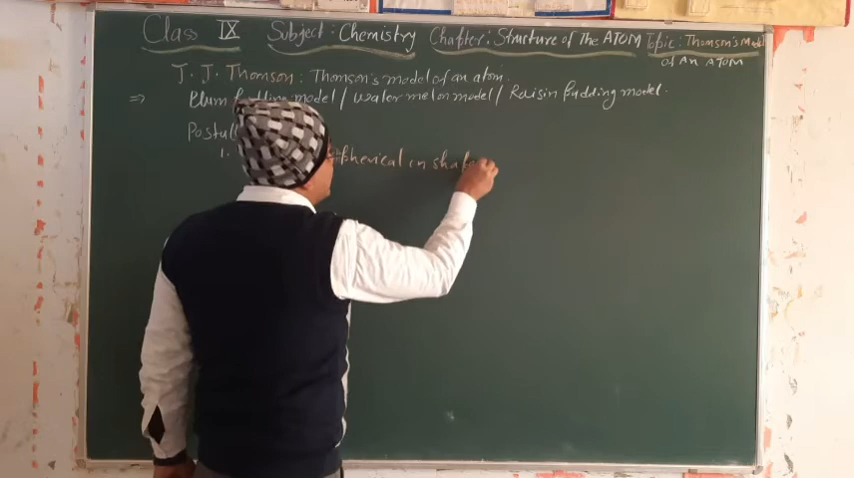 Class IX Subject: Chemistry Chapter: Structure of The ATOM Topic: Thomson's Model of AN ATOM
J. J. Thomson: Thomson's model of an atom.
⇒ Plum Pudding model / Water melon model / Raisin Pudding model.
1. spherical in shape